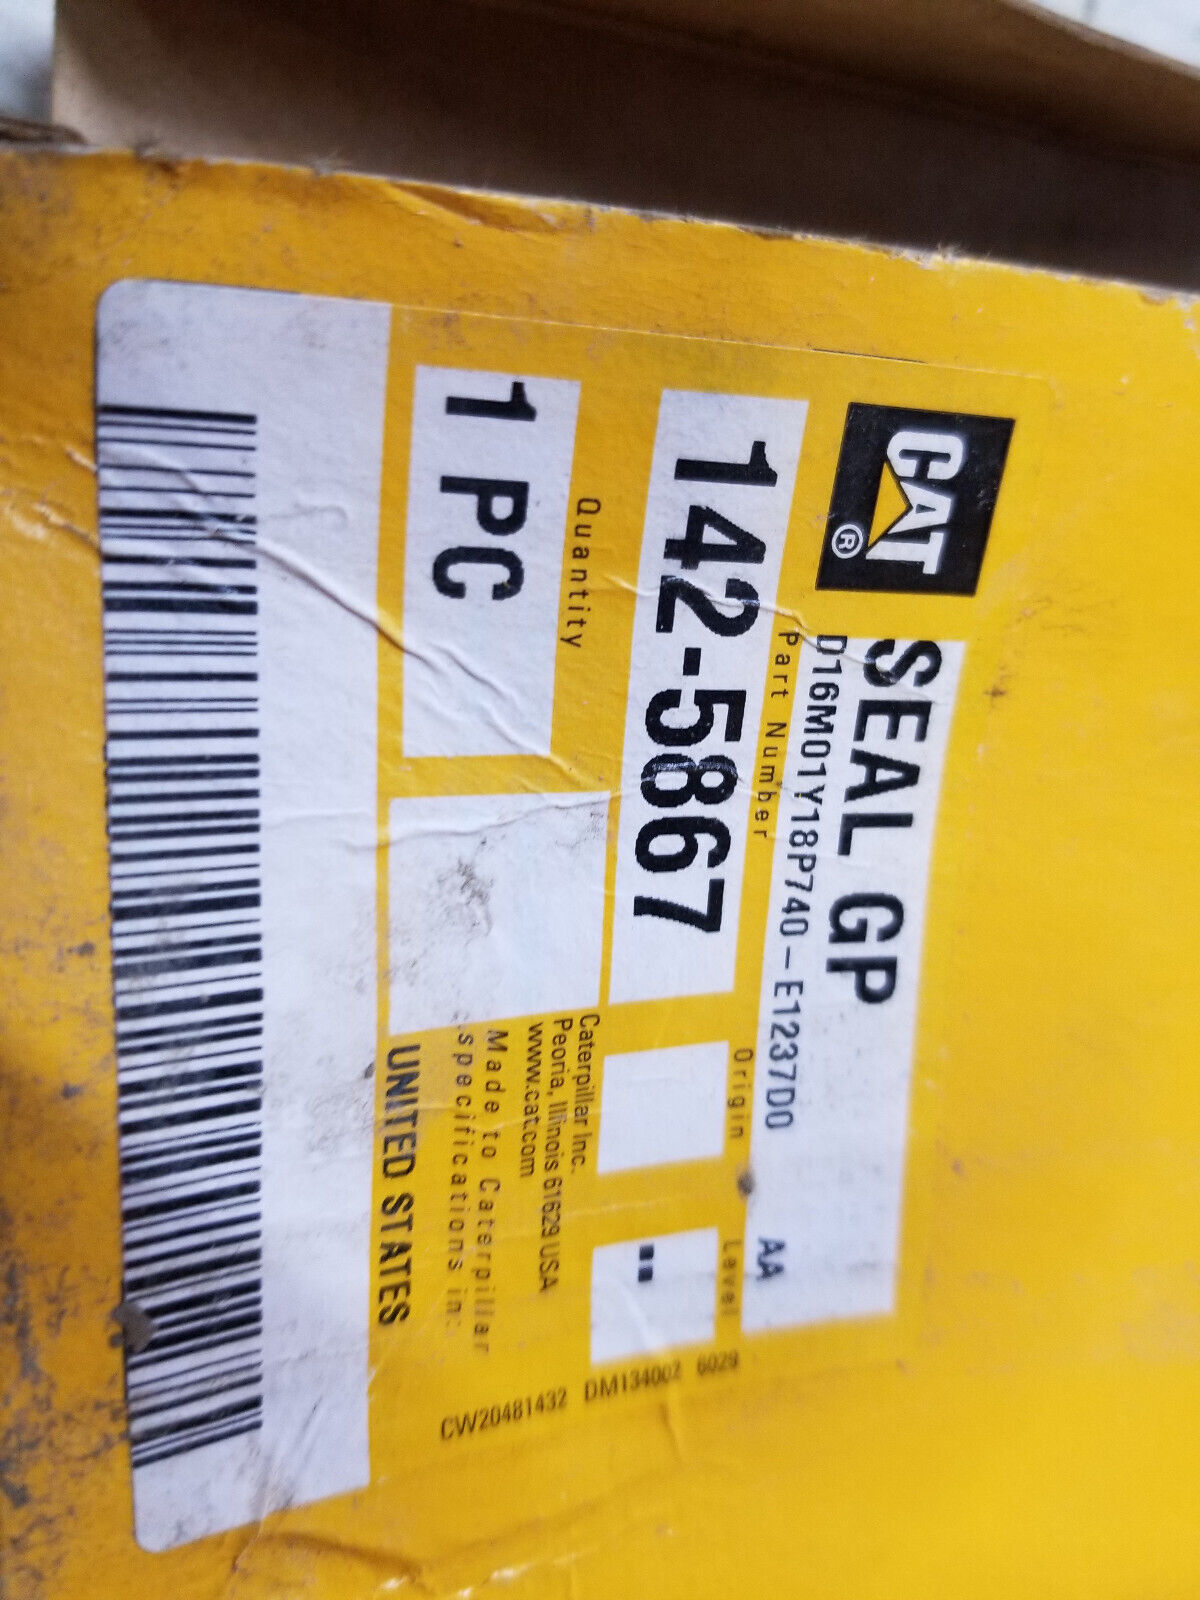 CAT®
SEAL GP
D16M01Y18P740-E1237D0 AA
Part Number
142-5867
Origin
Level
"
Quantity
1 PC
Caterpillar Inc.
Peoria, Illinois 61629 USA
www.cat.com
Made to Caterpillar
specifications in:
UNITED STATES
CW20481432 DM134002 6029